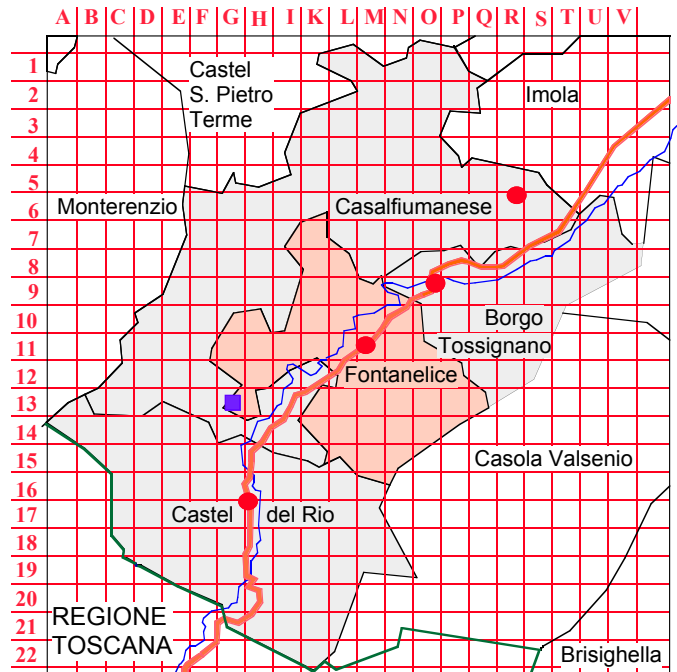 A B C D E F G H I K L M N O P Q R S T U V
1
Castel
S. Pietro
Terme
2
Imola
3
4
5
6
Monterenzio
Casalfiumanese
7
8
9
10
Borgo
11
Tossignano
12
Fontanelice
13
14
15
Casola Valsenio
16
17
Castel del Rio
18
19
20
REGIONE
21
TOSCANA
22
Brisighella